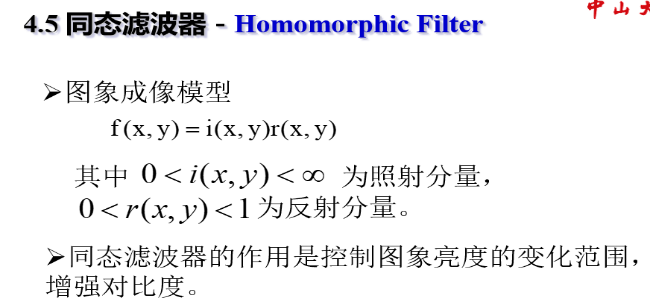 4.5 同态滤波器 - Homomorphic Filter
中山大
➢图象成像模型
f(x, y) = i(x, y)r(x, y)
其中 0 < i(x, y) < ∞ 为照射分量，
0 < r(x, y) < 1 为反射分量。
➢同态滤波器的作用是控制图象亮度的变化范围，
增强对比度。